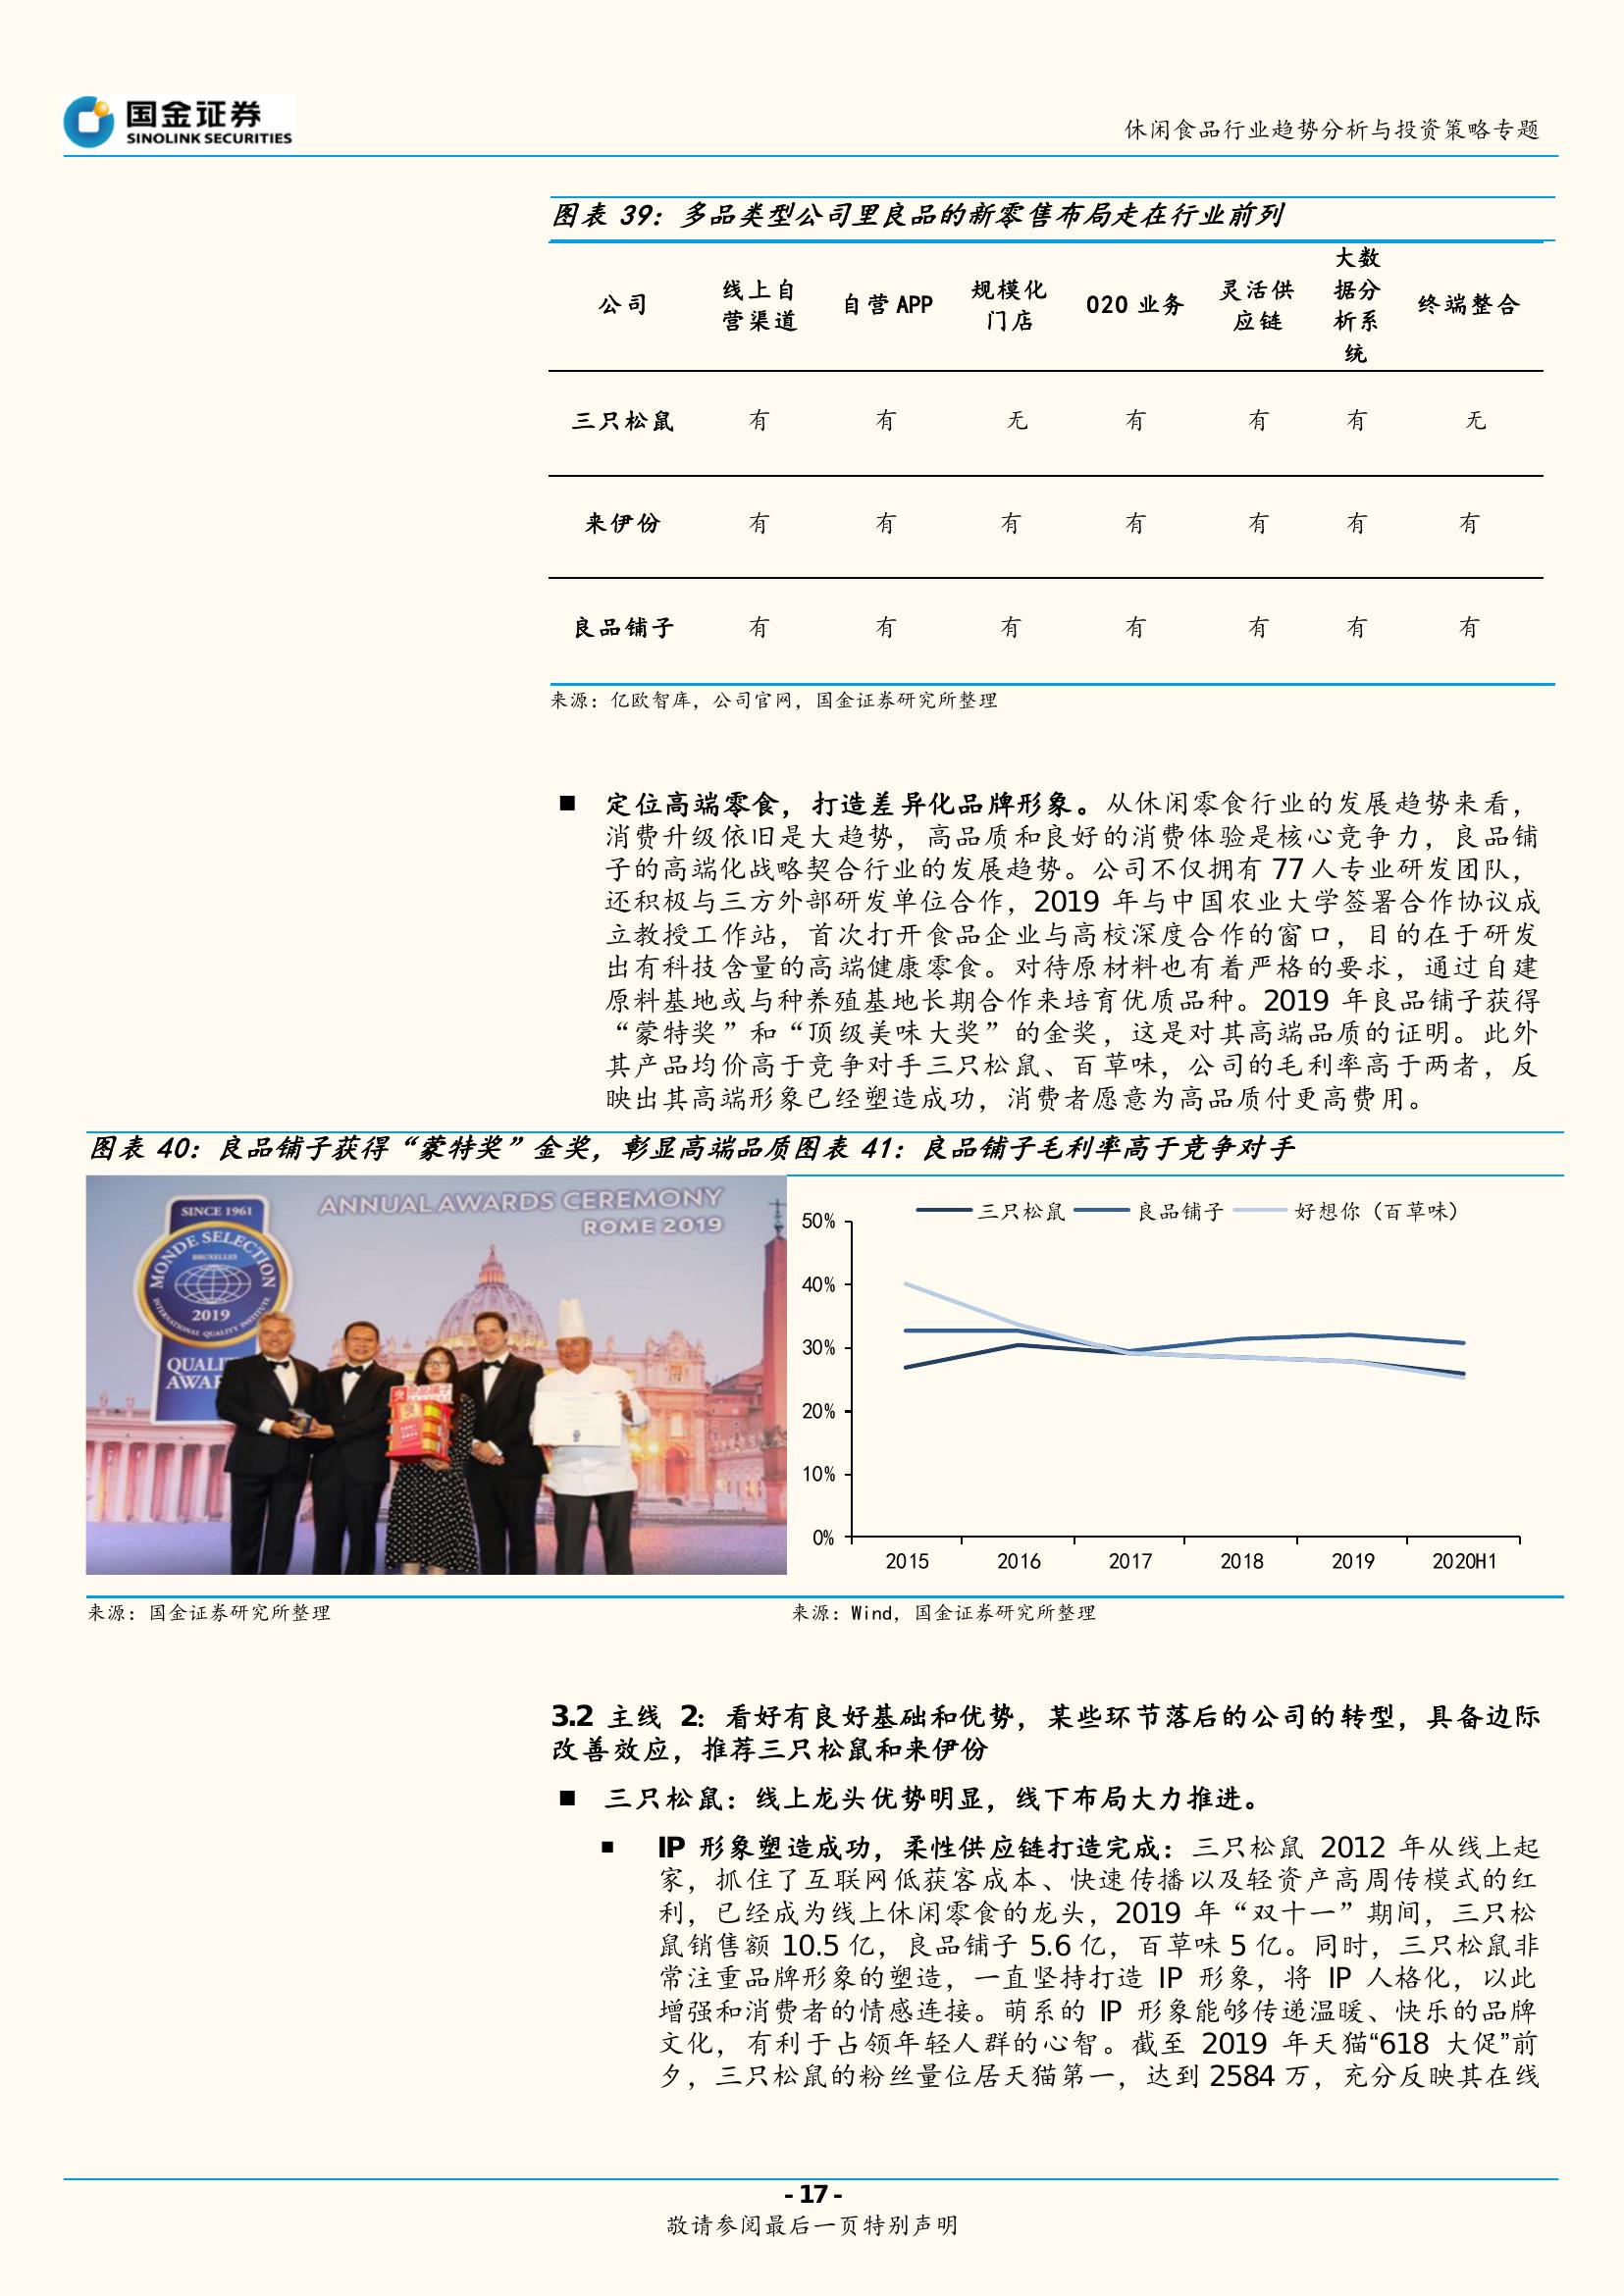 国金证券
SINOLINK SECURITIES
休闲食品行业趋势分析与投资策略专题
图表 39：多品类型公司里良品的新零售布局走在行业前列
公司 线上自营渠道 自营 APP 规模化门店 O2O 业务 灵活供应链 大数据分析系统 终端整合
三只松鼠 有 有 无 有 有 有 无
来伊份 有 有 有 有 有 有 有
良品铺子 有 有 有 有 有 有 有
来源：亿欧智库，公司官网，国金证券研究所整理
■ 定位高端零食，打造差异化品牌形象。从休闲零食行业的发展趋势来看，
消费升级依旧是大趋势，高品质和良好的消费体验是核心竞争力，良品铺
子的高端化战略契合行业的发展趋势。公司不仅拥有 77 人专业研发团队，
还积极与三方外部研发单位合作，2019 年与中国农业大学签署合作协议成
立教授工作站，首次打开食品企业与高校深度合作的窗口，目的在于研发
出有科技含量的高端健康零食。对待原材料也有着严格的要求，通过自建
原料基地或与种养殖基地长期合作来培育优质品种。2019 年良品铺子获得
“蒙特奖”和“顶级美味大奖”的金奖，这是对其高端品质的证明。此外
其产品均价高于竞争对手三只松鼠、百草味，公司的毛利率高于两者，反
映出其高端形象已经塑造成功，消费者愿意为高品质付更高费用。
图表 40：良品铺子获得“蒙特奖”金奖，彰显高端品质
SINCE 1961
MONDE SELECTION
BRUXELLES
2019
INTERNATIONAL QUALITY INSTITUTE
QUALI
AWAR
ANNUAL AWARDS CEREMONY
ROME 2019
良品铺子
来源：国金证券研究所整理
图表 41：良品铺子毛利率高于竞争对手
三只松鼠 良品铺子 好想你（百草味）
50%
40%
30%
20%
10%
0%
2015 2016 2017 2018 2019 2020H1
来源：Wind，国金证券研究所整理
3.2 主线 2：看好有良好基础和优势，某些环节落后的公司的转型，具备边际
改善效应，推荐三只松鼠和来伊份
■ 三只松鼠：线上龙头优势明显，线下布局大力推进。
■ IP 形象塑造成功，柔性供应链打造完成：三只松鼠 2012 年从线上起
家，抓住了互联网低获客成本、快速传播以及轻资产高周传模式的红
利，已经成为线上休闲零食的龙头，2019 年“双十一”期间，三只松
鼠销售额 10.5 亿，良品铺子 5.6 亿，百草味 5 亿。同时，三只松鼠非
常注重品牌形象的塑造，一直坚持打造 IP 形象，将 IP 人格化，以此
增强和消费者的情感连接。萌系的 IP 形象能够传递温暖、快乐的品牌
文化，有利于占领年轻人群的心智。截至 2019 年天猫“618 大促”前
夕，三只松鼠的粉丝量位居天猫第一，达到 2584 万，充分反映其在线
- 17 -
敬请参阅最后一页特别声明